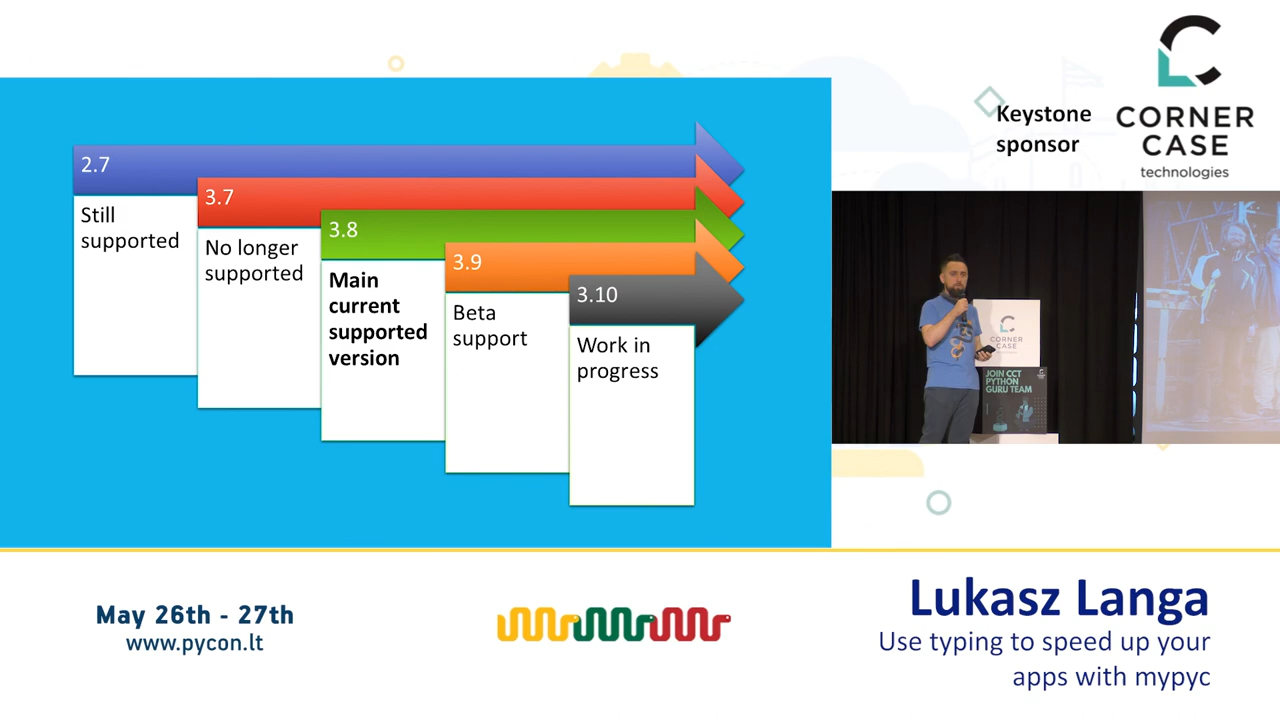 Keystone
sponsor
CORNER
CASE
technologies
2.7
Still
supported
3.7
No longer
supported
3.8
Main
current
supported
version
3.9
Beta
support
3.10
Work in
progress
CORNER
CASE
JOIN CCT
PYTHON
GURU TEAM
May 26th - 27th
www.pycon.lt
Lukasz Langa
Use typing to speed up your
apps with mypyc